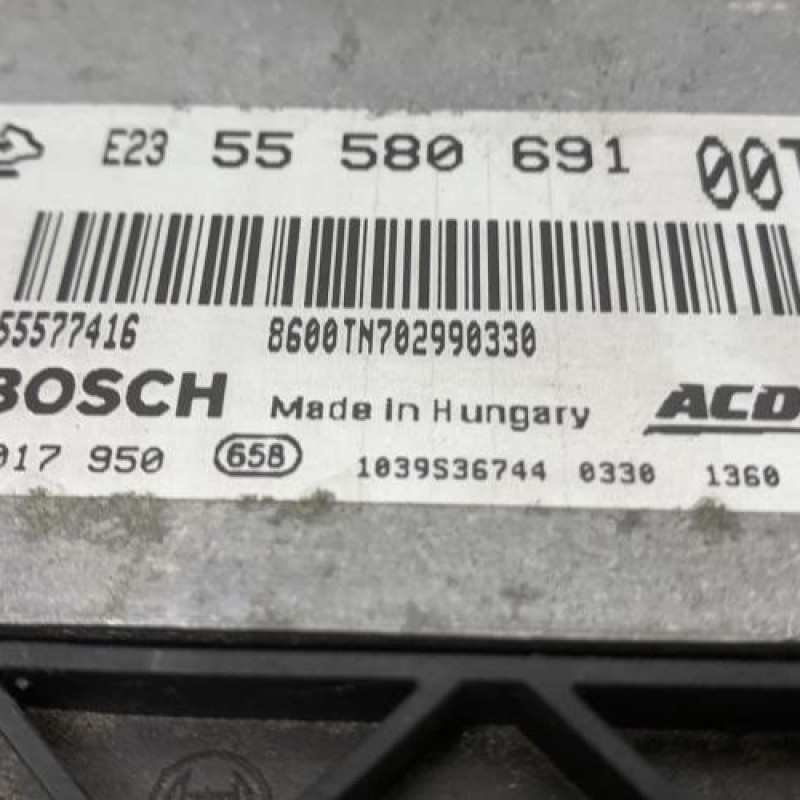 E23 55 580 691 00T
55577416 8600TN702990330
BOSCH Made in Hungary ACD
017 950 658 1039S36744 0330 1360